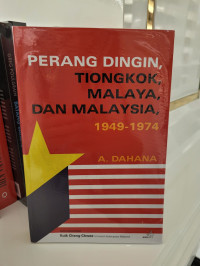 PERANG DINGIN,
TIONGKOK,
MALAYA,
DAN MALAYSIA,
1949-1974
A. DAHANA